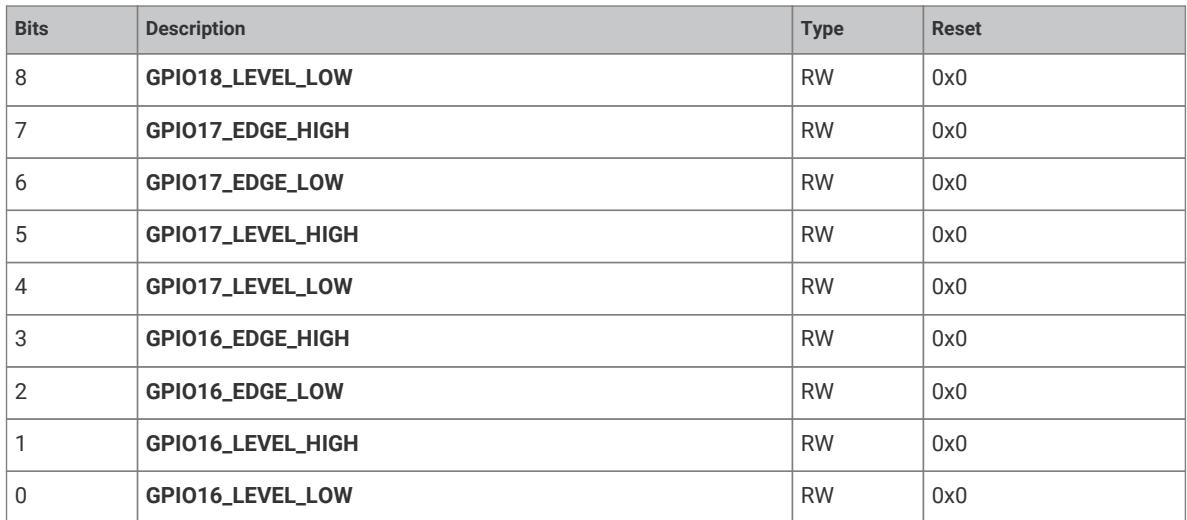 Bits Description Type Reset
8 GPIO18_LEVEL_LOW RW 0x0
7 GPIO17_EDGE_HIGH RW 0x0
6 GPIO17_EDGE_LOW RW 0x0
5 GPIO17_LEVEL_HIGH RW 0x0
4 GPIO17_LEVEL_LOW RW 0x0
3 GPIO16_EDGE_HIGH RW 0x0
2 GPIO16_EDGE_LOW RW 0x0
1 GPIO16_LEVEL_HIGH RW 0x0
0 GPIO16_LEVEL_LOW RW 0x0